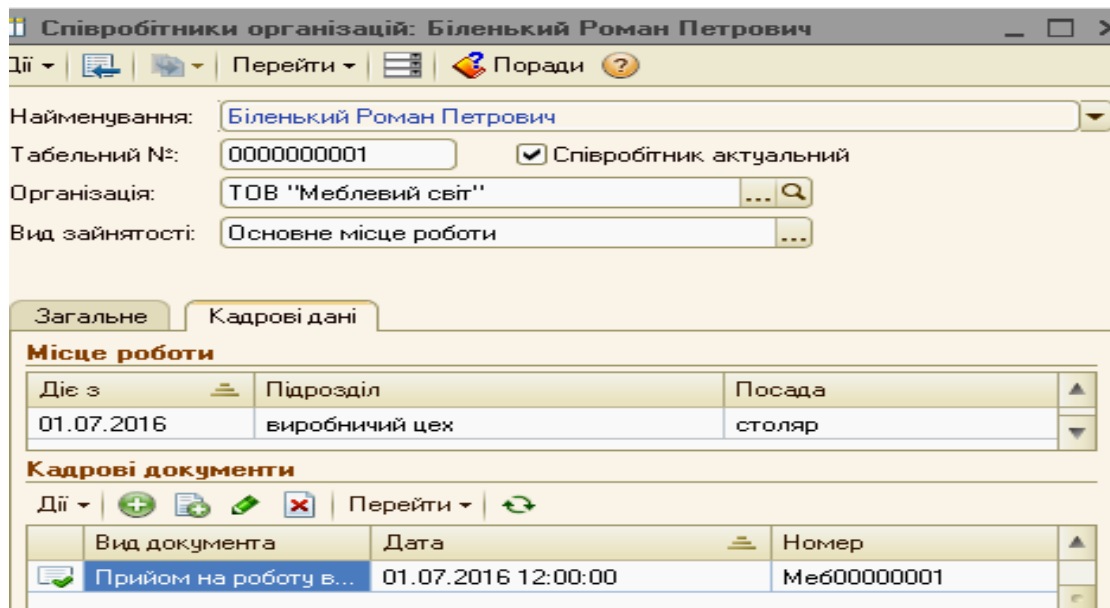 Співробітники організацій: Біленький Роман Петрович
Дії Перейти Поради
Найменування: Біленький Роман Петрович
Табельний №: 0000000001 Співробітник актуальний
Організація: ТОВ "Меблевий світ" ...
Вид зайнятості: Основне місце роботи ...
Загальне Кадрові дані
Місце роботи
Діє з Підрозділ Посада
01.07.2016 виробничий цех столяр
Кадрові документи
Дії Перейти
Вид документа Дата Номер
Прийом на роботу в... 01.07.2016 12:00:00 Меб00000001